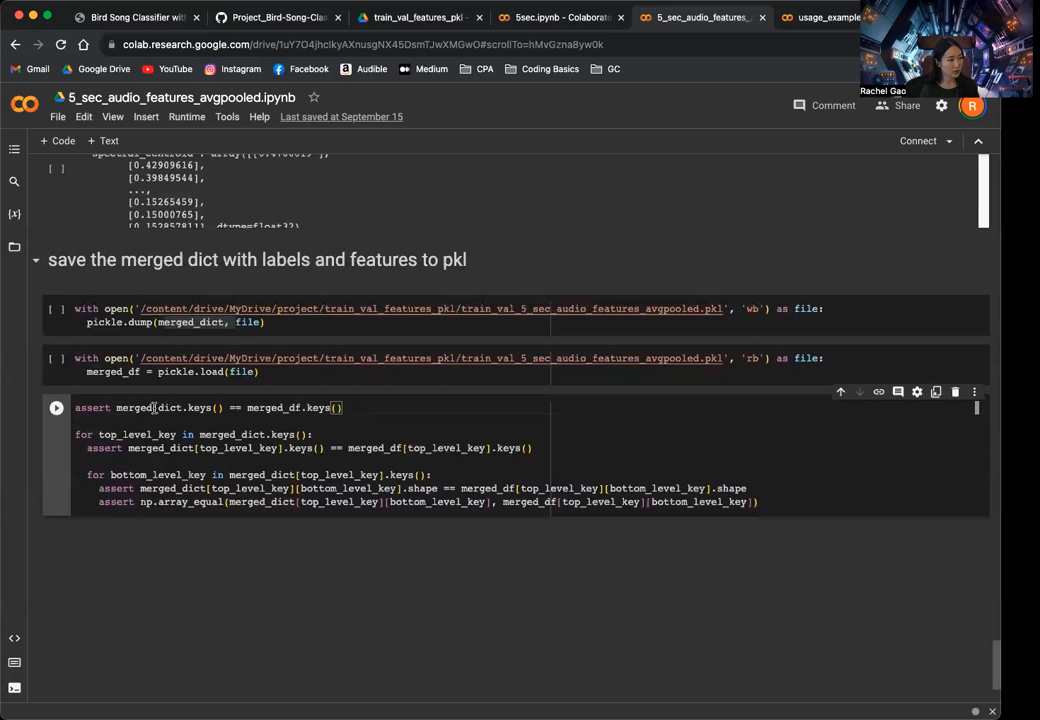 Bird Song Classifier wit
Project_Bird-Song-Clas
train_val_features_pkl -
5sec.ipynb - Colaborato
5_sec_audio_features_
usage_example
colab.research.google.com/drive/1uY7O4jhcIkyAXnusgNX45DsmTJwXMGwO#scrollTo=hMvGzna8yw0k
Gmail
Google Drive
YouTube
Instagram
Facebook
Audible
Medium
CPA
Coding Basics
GC
Rachel Gao
5_sec_audio_features_avgpooled.ipynb
Comment
Share
R
File Edit View Insert Runtime Tools Help Last saved at September 15
+ Code + Text
Connect
[ ]
[0.42909616],
[0.39849544],
...,
[0.15265459],
[0.15000765],
[0.15285781]], dtype=float32)
save the merged dict with labels and features to pkl
[ ] with open('/content/drive/MyDrive/project/train_val_features_pkl/train_val_5_sec_audio_features_avgpooled.pkl', 'wb') as file:
pickle.dump(merged_dict, file)
[ ] with open('/content/drive/MyDrive/project/train_val_features_pkl/train_val_5_sec_audio_features_avgpooled.pkl', 'rb') as file:
merged_df = pickle.load(file)
assert merged_dict.keys() == merged_df.keys()
for top_level_key in merged_dict.keys():
assert merged_dict[top_level_key].keys() == merged_df[top_level_key].keys()
for bottom_level_key in merged_dict[top_level_key].keys():
assert merged_dict[top_level_key][bottom_level_key].shape == merged_df[top_level_key][bottom_level_key].shape
assert np.array_equal(merged_dict[top_level_key][bottom_level_key], merged_df[top_level_key][bottom_level_key])